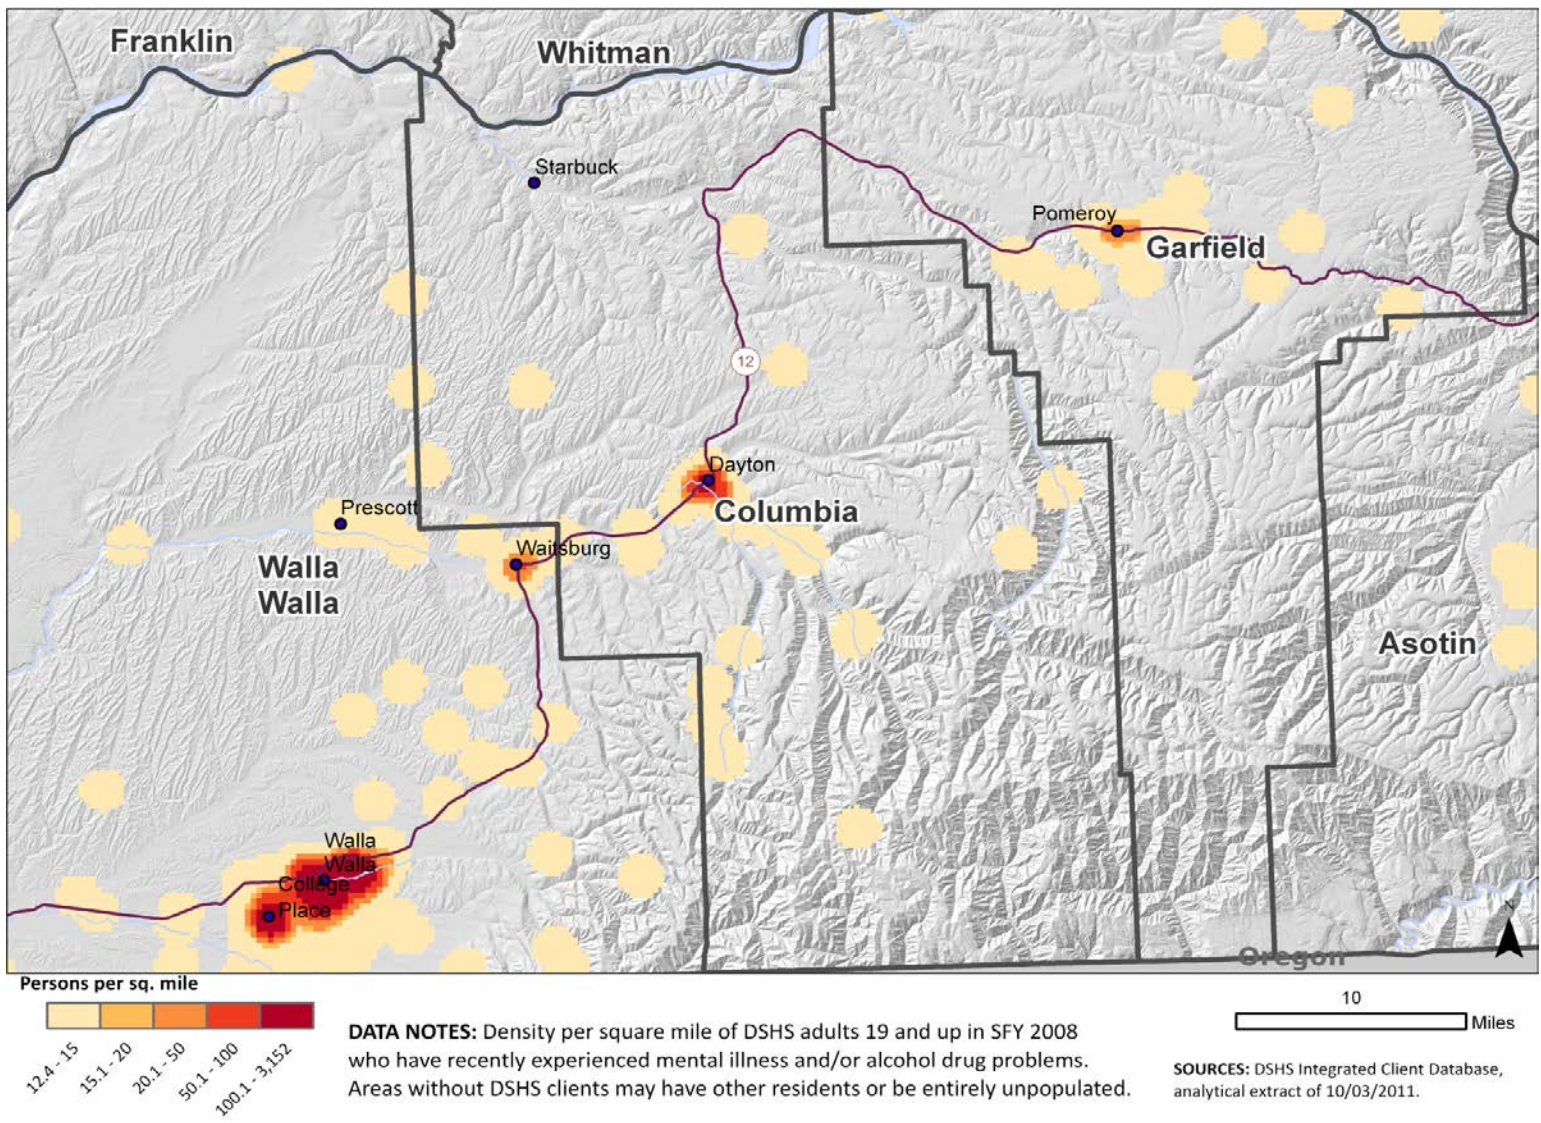 Franklin
Whitman
Starbuck
Pomeroy
Garfield
12
Dayton
Columbia
Prescott
Waitsburg
Walla
Walla
Asotin
Walla
Walla
College
Place
N
Oregon
Persons per sq. mile
12.4 - 15
15.1 - 20
20.1 - 50
50.1 - 100
100.1 - 3,152
DATA NOTES: Density per square mile of DSHS adults 19 and up in SFY 2008
who have recently experienced mental illness and/or alcohol drug problems.
Areas without DSHS clients may have other residents or be entirely unpopulated.
10
Miles
SOURCES: DSHS Integrated Client Database,
analytical extract of 10/03/2011.